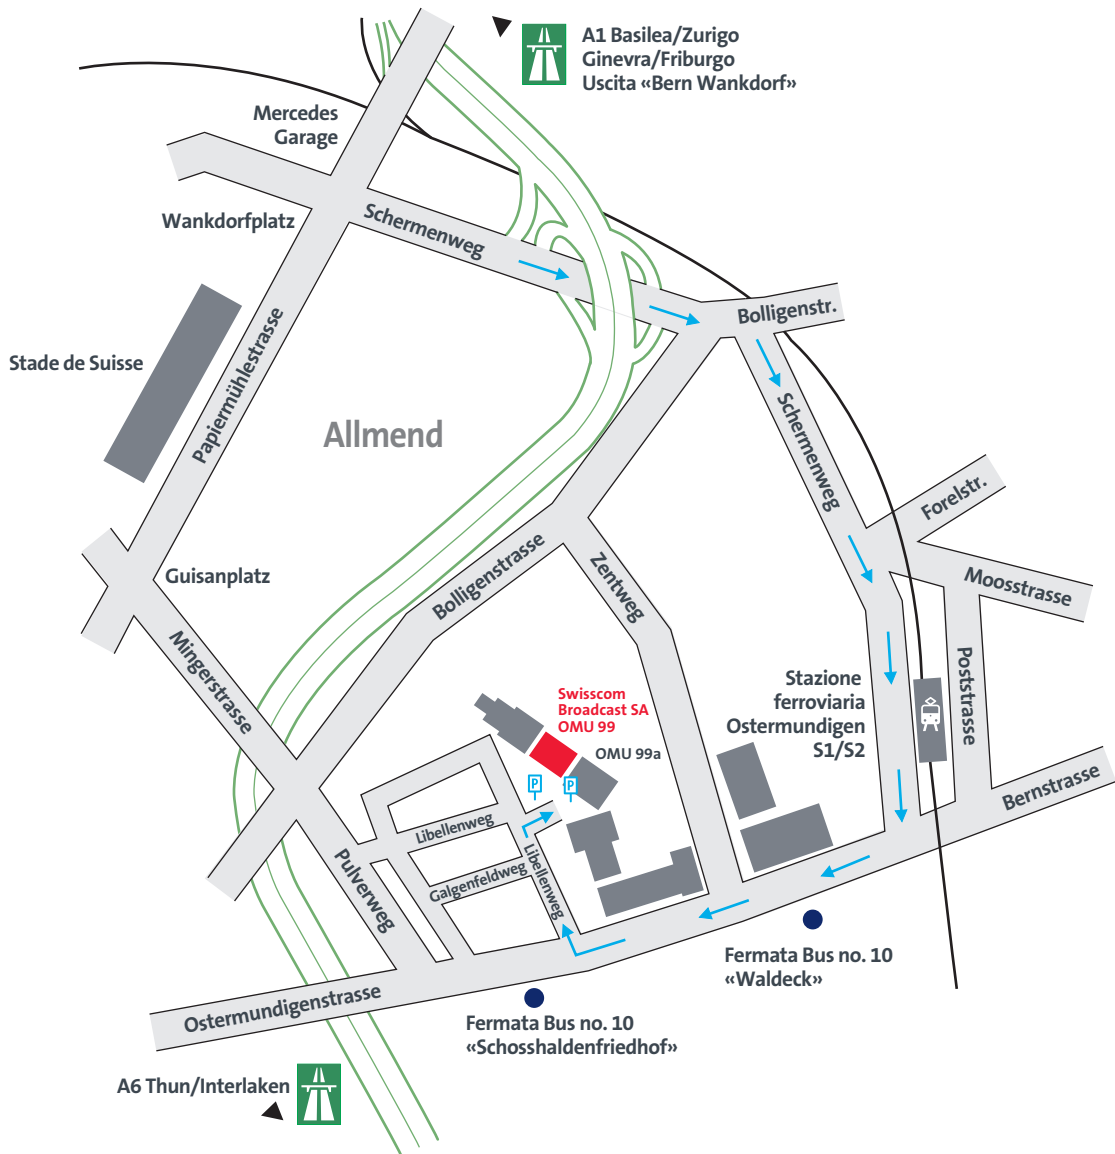 A1 Basilea/Zurigo
Ginevra/Friburgo
Uscita «Bern Wankdorf»
Mercedes
Garage
Wankdorfplatz
Schermenweg
Bolligenstr.
Stade de Suisse
Papiermühlestrasse
Allmend
Schermenweg
Forelstr.
Guisanplatz
Bolligenstrasse
Zentweg
Moosstrasse
Mingerstrasse
Poststrasse
Stazione
ferroviaria
Ostermundigen
S1/S2
Swisscom
Broadcast SA
OMU 99
OMU 99a
P
P
Bernstrasse
Libellenweg
Libellenweg
Galgenfeldweg
Pulverweg
Fermata Bus no. 10
«Waldeck»
Ostermundigenstrasse
Fermata Bus no. 10
«Schosshaldenfriedhof»
A6 Thun/Interlaken